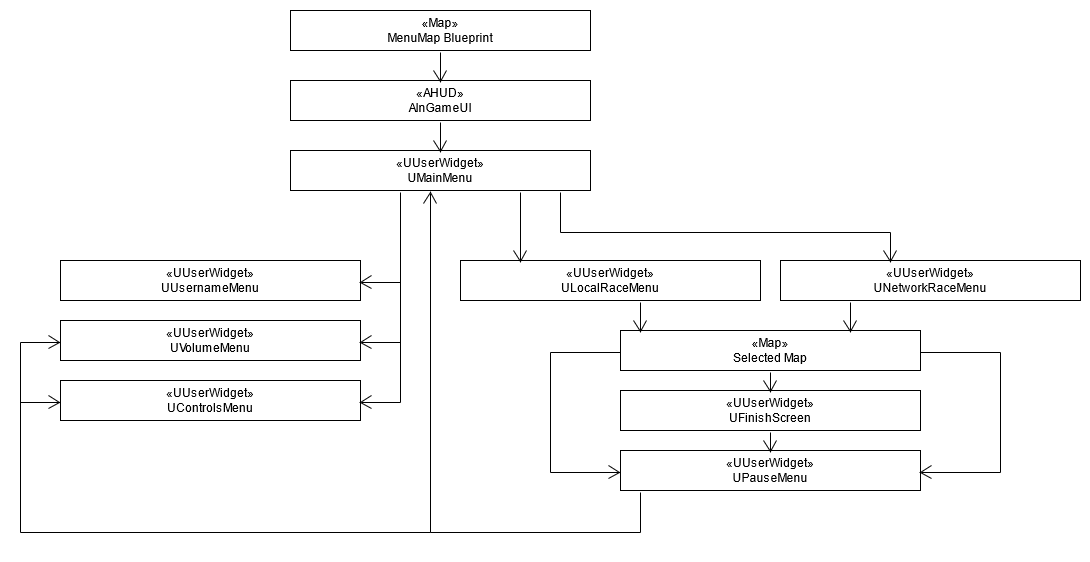 «Map»
MenuMap Blueprint
«AHUD»
AInGameUI
«UUserWidget»
UMainMenu
«UUserWidget»
UUsernameMenu
«UUserWidget»
ULocalRaceMenu
«UUserWidget»
UNetworkRaceMenu
«UUserWidget»
UVolumeMenu
«Map»
Selected Map
«UUserWidget»
UControlsMenu
«UUserWidget»
UFinishScreen
«UUserWidget»
UPauseMenu